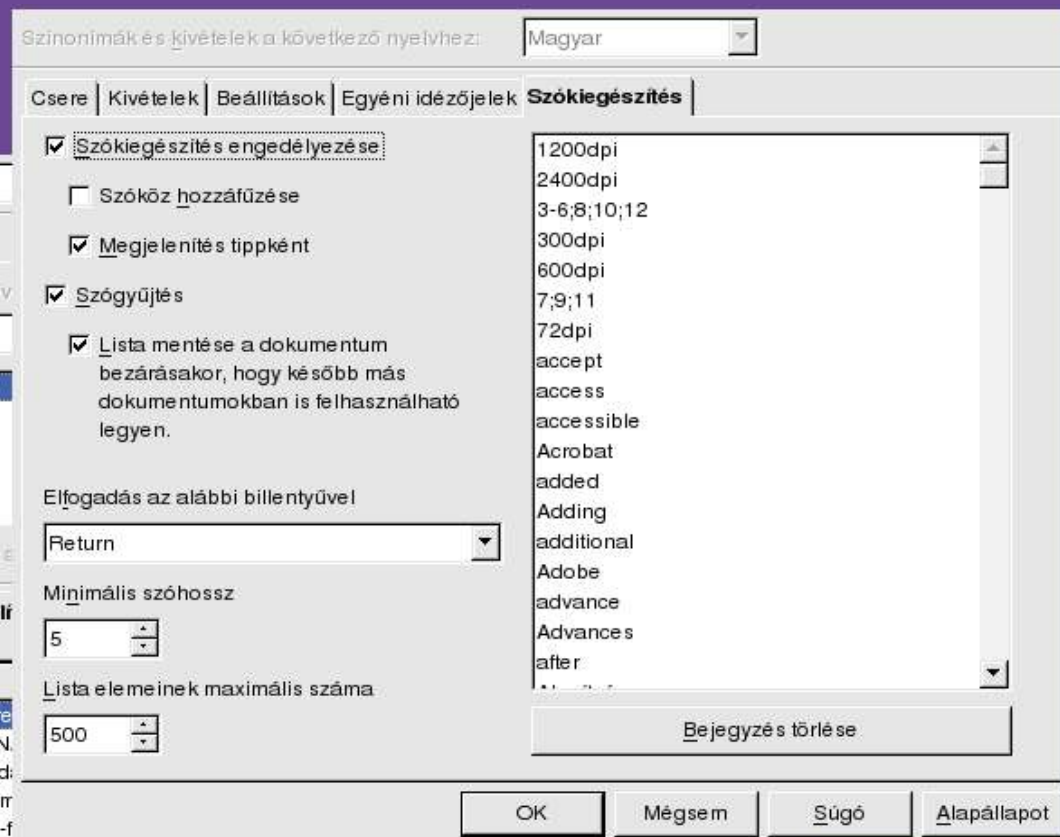 Szinonimák és kivételek a következő nyelvhez: Magyar
Csere Kivételek Beállítások Egyéni idézőjelek Szókiegészítés
Szókiegészítés engedélyezése
Szóköz hozzáfűzése
Megjelenítés tippként
Szógyűjtés
Lista mentése a dokumentum
bezárásakor, hogy később más
dokumentumokban is felhasználható
legyen.
Elfogadás az alábbi billentyűvel
Return
Minimális szóhossz
5
Lista elemeinek maximális száma
500
1200dpi
2400dpi
3-6;8;10;12
300dpi
600dpi
7;9;11
72dpi
accept
access
accessible
Acrobat
added
Adding
additional
Adobe
advance
Advances
after
Bejegyzés törlése
OK Mégsem Súgó Alapállapot